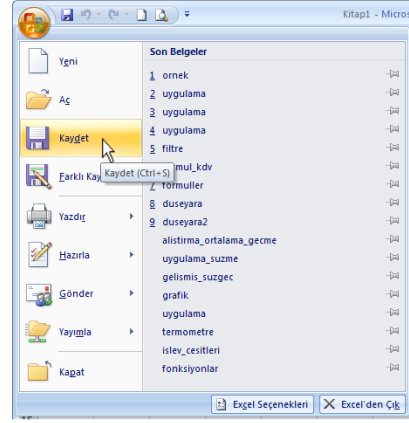 Kitap1 - Micros
Yeni
Aç
Kaydet
Farklı Kay
Kaydet (Ctrl+S)
Yazdır
Hazırla
Gönder
Yayımla
Kapat
Son Belgeler
1 ornek
2 uygulama
3 uygulama
4 uygulama
5 filtre
mul_kdv
7 formuller
8 duseyara
9 duseyara2
alistirma_ortalama_gecme
uygulama_suzme
gelismis_suzgec
grafik
uygulama
termometre
islev_cesitleri
fonksiyonlar
Excel Seçenekleri
Excel'den Çık